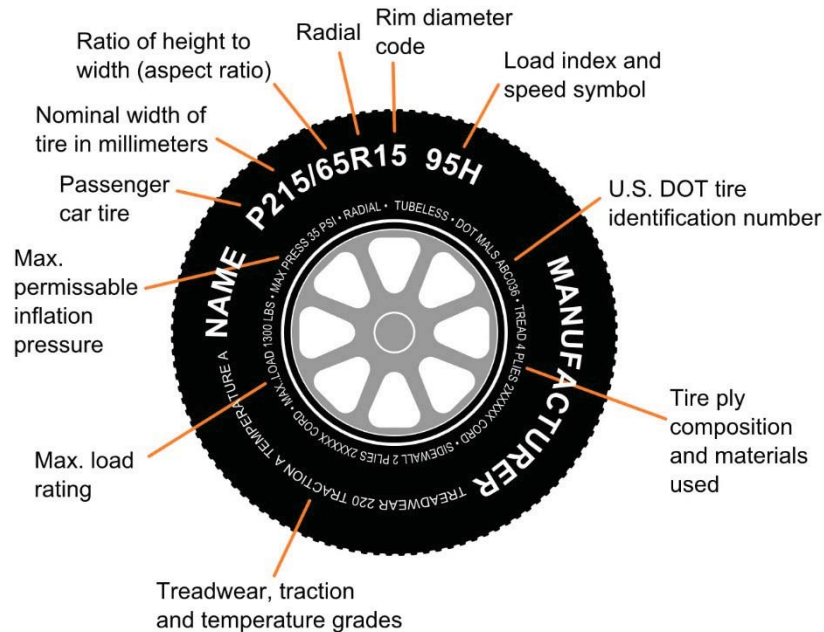 Ratio of height to
width (aspect ratio)
Radial
Rim diameter
code
Load index and
speed symbol
Nominal width of
tire in millimeters
Passenger
car tire
Max.
permissable
inflation
pressure
Max. load
rating
Treadwear, traction
and temperature grades
U.S. DOT tire
identification number
Tire ply
composition
and materials
used
P215/65R15 95H
NAME
MANUFACTURER
TREADWEAR 220 TRACTION A TEMPERATURE A
MAX. LOAD 1300 LBS • MAX PRESS 35 PSI • RADIAL • TUBELESS • DOT MALS ABC036 • TREAD 4 PLIES 2XXXXX CORD • SIDEWALL 2 PLIES 2XXXXX CORD •